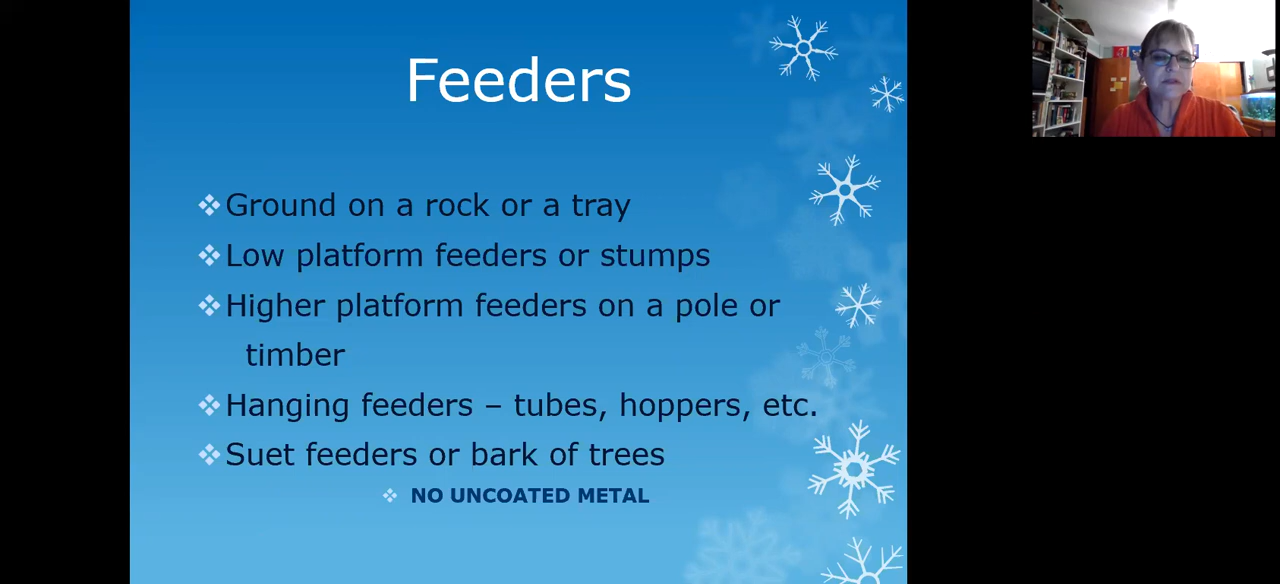 Feeders
❖Ground on a rock or a tray
❖Low platform feeders or stumps
❖Higher platform feeders on a pole or
timber
❖Hanging feeders – tubes, hoppers, etc.
❖Suet feeders or bark of trees
❖ NO UNCOATED METAL